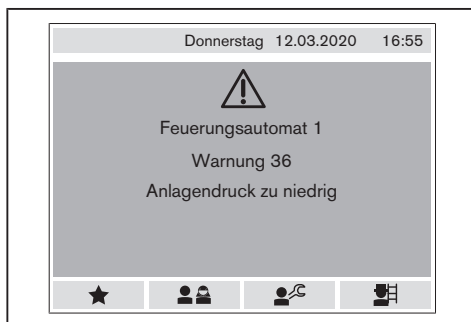 Donnerstag 12.03.2020 16:55
Feuerungsautomat 1
Warnung 36
Anlagendruck zu niedrig